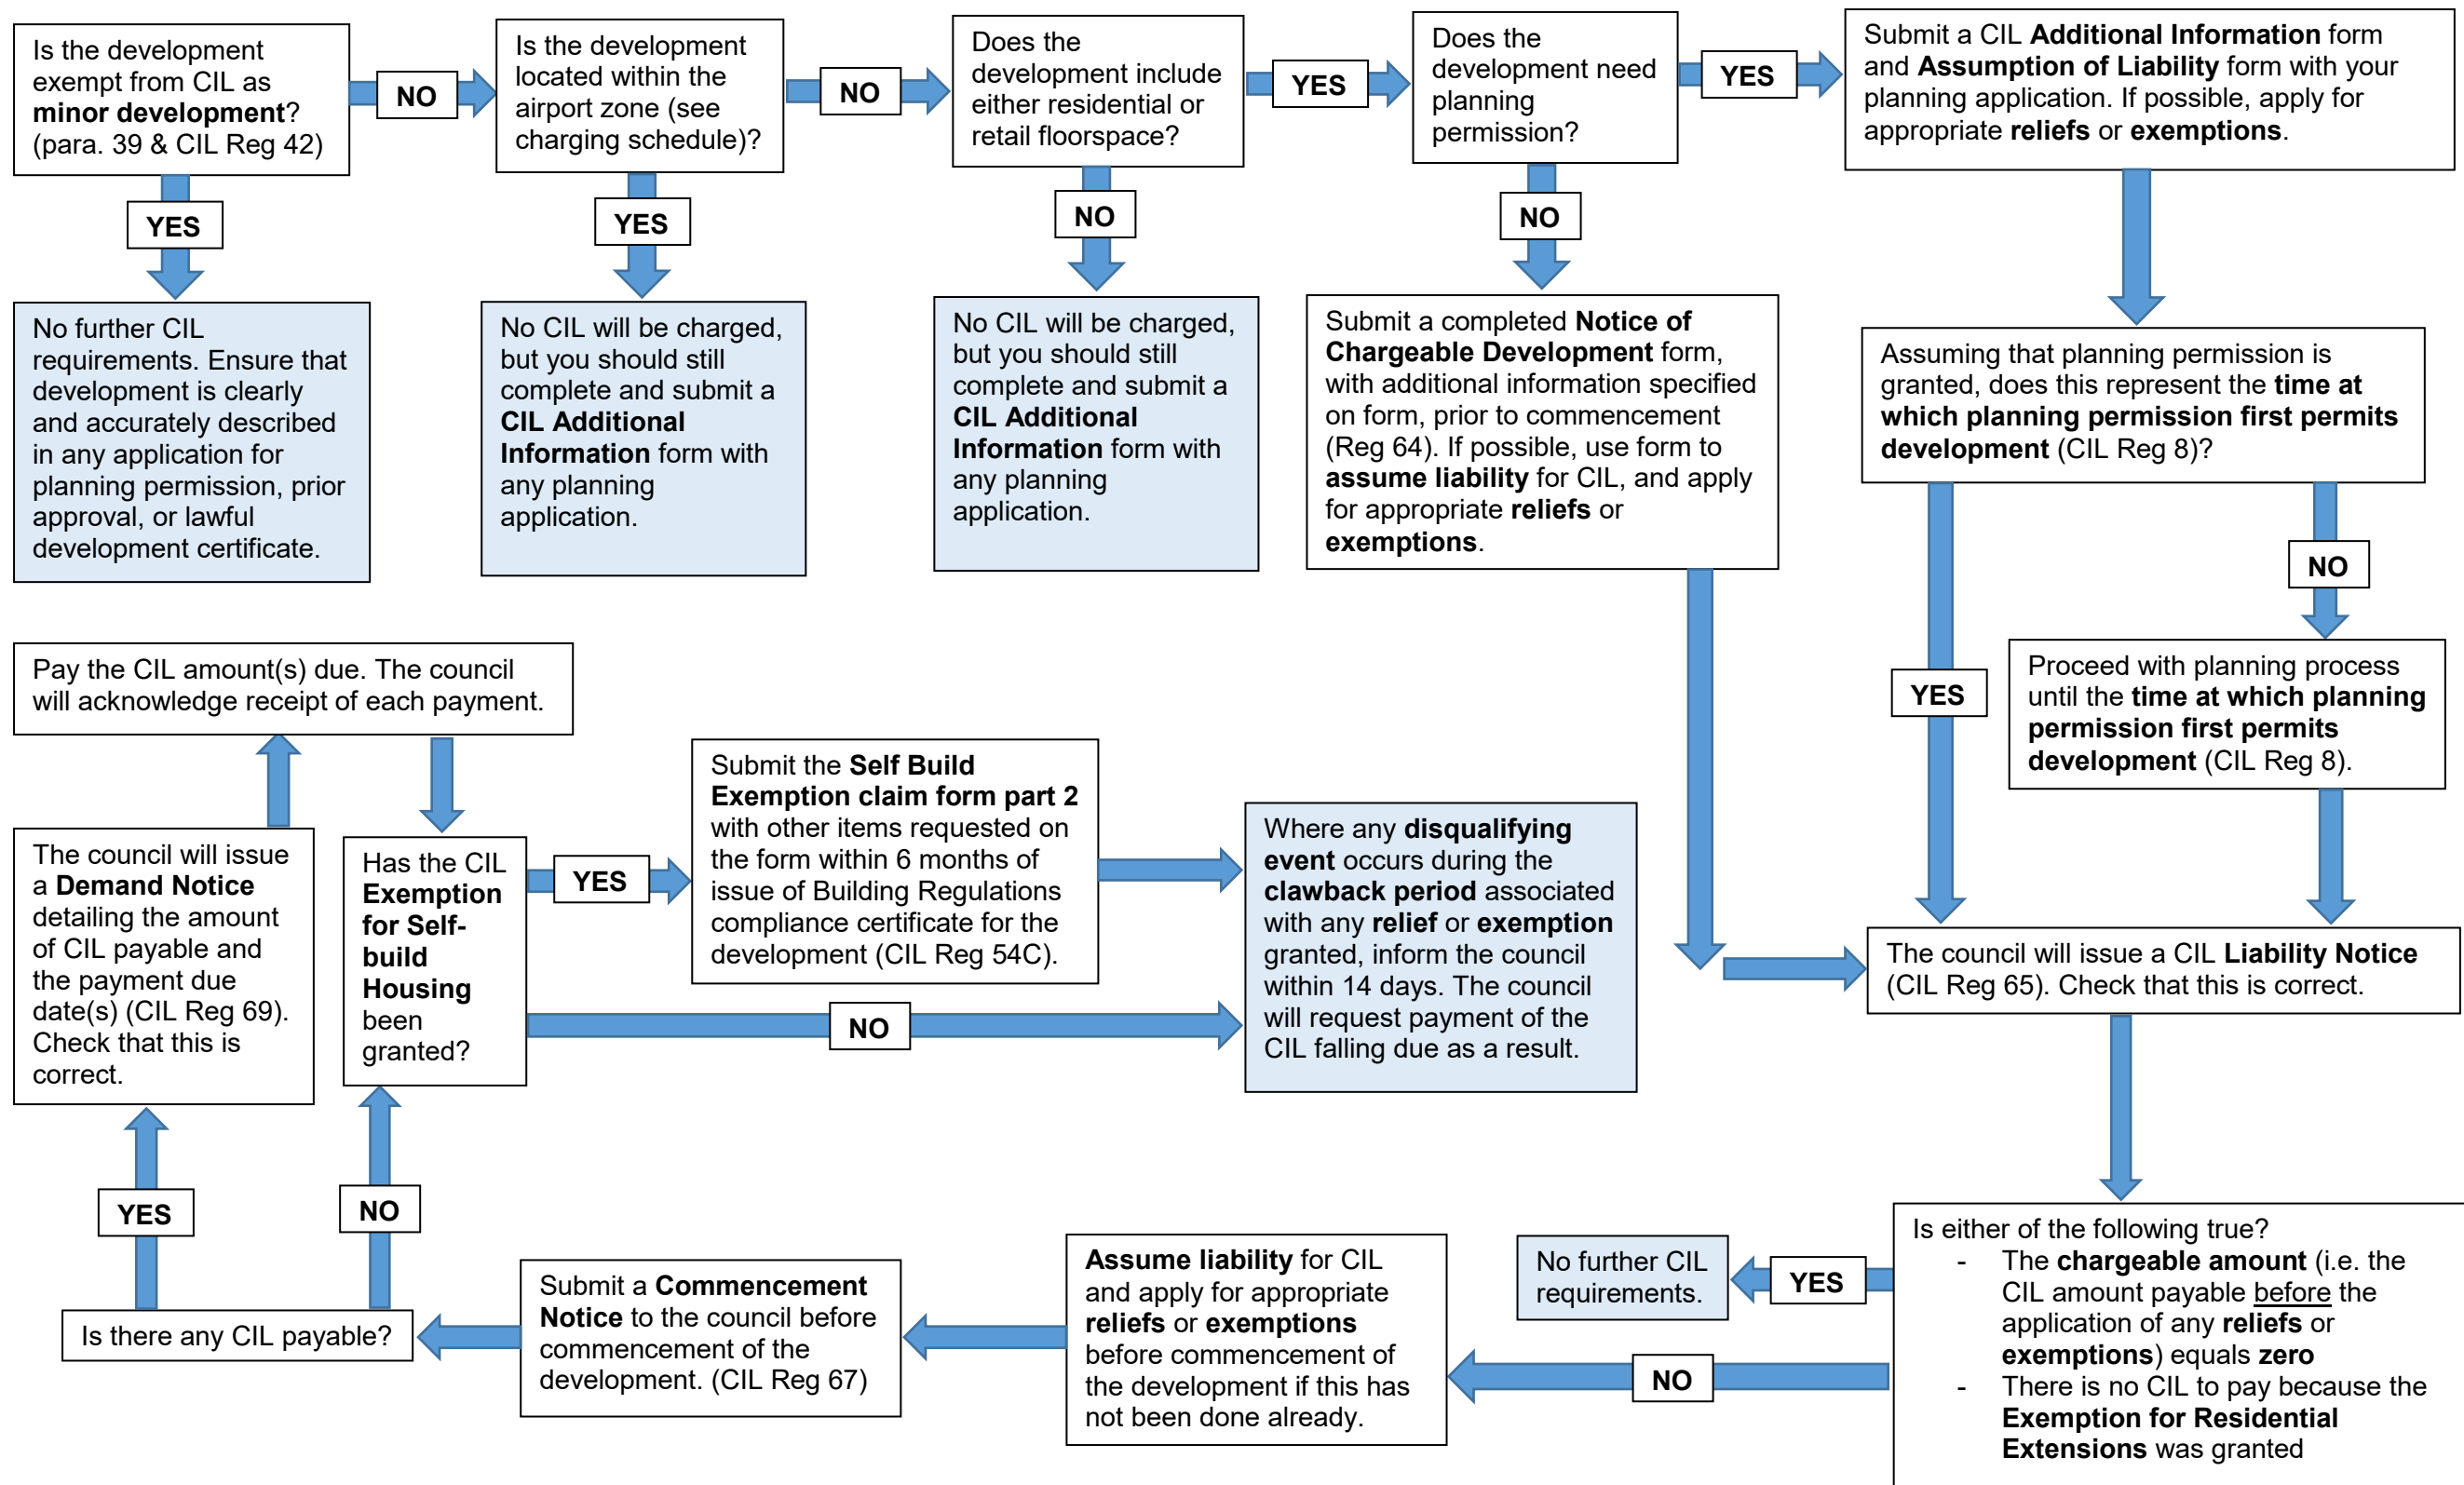 Is the development
exempt from CIL as
minor development?
(para. 39 & CIL Reg 42)
NO
Is the development
located within the
airport zone (see
charging schedule)?
NO
Does the
development include
either residential or
retail floorspace?
YES
Does the
development need
planning
permission?
YES
Submit a CIL Additional Information form
and Assumption of Liability form with your
planning application. If possible, apply for
appropriate reliefs or exemptions.
YES
YES
NO
NO
No further CIL
requirements. Ensure that
development is clearly
and accurately described
in any application for
planning permission, prior
approval, or lawful
development certificate.
No CIL will be charged,
but you should still
complete and submit a
CIL Additional
Information form with
any planning
application.
No CIL will be charged,
but you should still
complete and submit a
CIL Additional
Information form with
any planning
application.
Submit a completed Notice of
Chargeable Development form,
with additional information specified
on form, prior to commencement
(Reg 64). If possible, use form to
assume liability for CIL, and apply
for appropriate reliefs or
exemptions.
Assuming that planning permission is
granted, does this represent the time at
which planning permission first permits
development (CIL Reg 8)?
NO
YES
Proceed with planning process
until the time at which planning
permission first permits
development (CIL Reg 8).
Pay the CIL amount(s) due. The council
will acknowledge receipt of each payment.
The council will issue
a Demand Notice
detailing the amount
of CIL payable and
the payment due
date(s) (CIL Reg 69).
Check that this is
correct.
Has the CIL
Exemption
for Self-
build
Housing
been
granted?
YES
Submit the Self Build
Exemption claim form part 2
with other items requested on
the form within 6 months of
issue of Building Regulations
compliance certificate for the
development (CIL Reg 54C).
NO
Where any disqualifying
event occurs during the
clawback period associated
with any relief or exemption
granted, inform the council
within 14 days. The council
will request payment of the
CIL falling due as a result.
The council will issue a CIL Liability Notice
(CIL Reg 65). Check that this is correct.
YES
NO
Is there any CIL payable?
Submit a Commencement
Notice to the council before
commencement of the
development. (CIL Reg 67)
Assume liability for CIL
and apply for appropriate
reliefs or exemptions
before commencement of
the development if this has
not been done already.
No further CIL
requirements.
YES
NO
Is either of the following true?
- The chargeable amount (i.e. the
CIL amount payable before the
application of any reliefs or
exemptions) equals zero
- There is no CIL to pay because the
Exemption for Residential
Extensions was granted